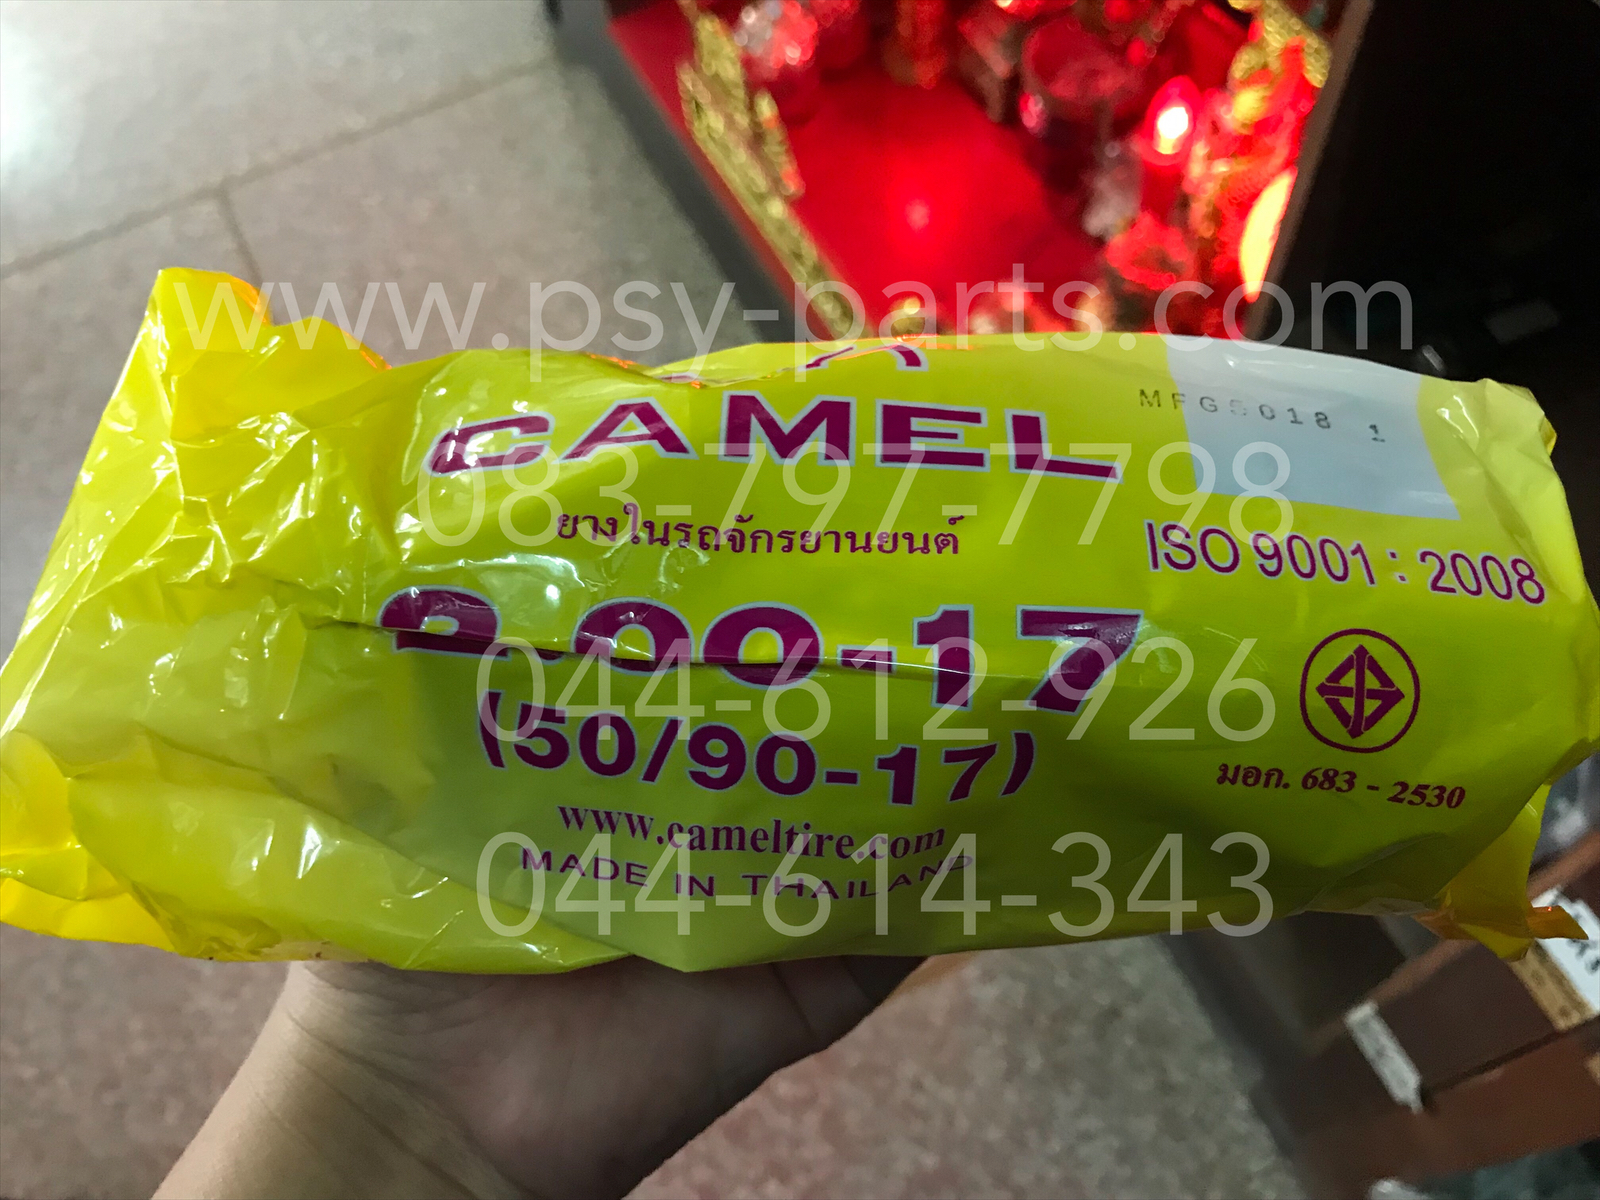 www.psy-parts.com
CAMEL
MFG5018 1
083-797-7798
ยางในรถจักรยานยนต์
ISO 9001 : 2008
2.00-17
044-612-926
(50/90-17)
มอก. 683 - 2530
www.cameltire.com
MADE IN THAILAND
044-614-343